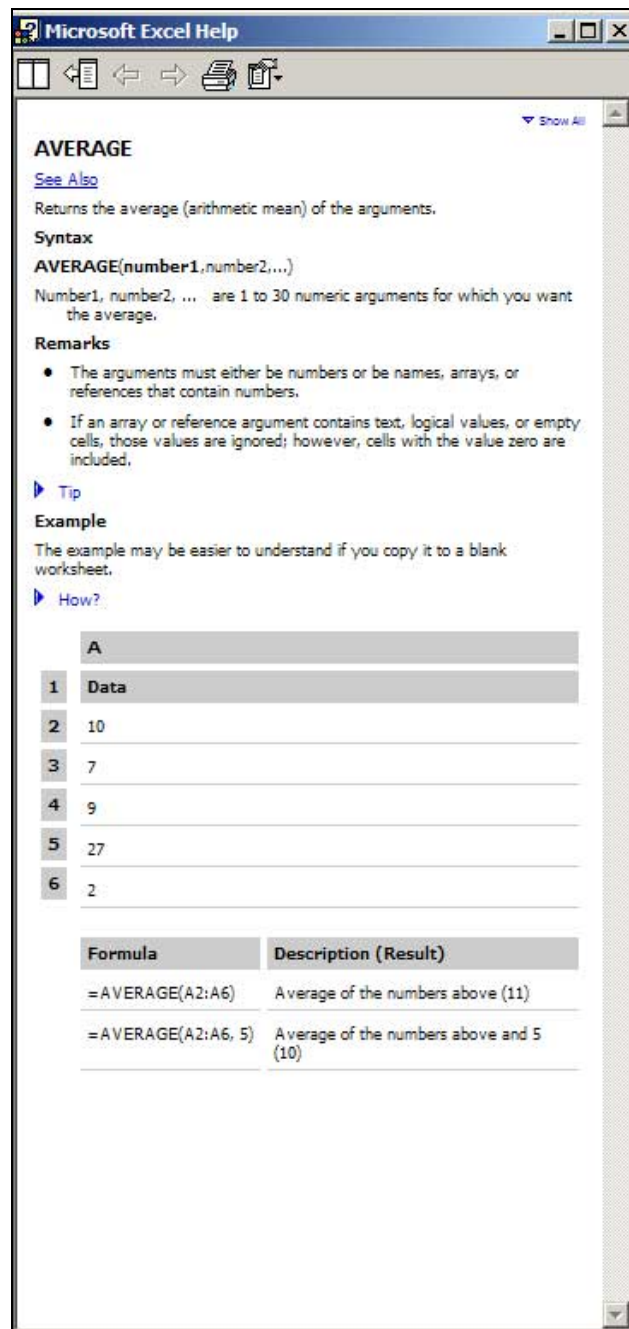 Microsoft Excel Help
Show All
AVERAGE
See Also
Returns the average (arithmetic mean) of the arguments.
Syntax
AVERAGE(number1,number2,...)
Number1, number2, ... are 1 to 30 numeric arguments for which you want
the average.
Remarks
• The arguments must either be numbers or be names, arrays, or
references that contain numbers.
• If an array or reference argument contains text, logical values, or empty
cells, those values are ignored; however, cells with the value zero are
included.
Tip
Example
The example may be easier to understand if you copy it to a blank
worksheet.
How?
A
1 Data
2 10
3 7
4 9
5 27
6 2
Formula Description (Result)
=AVERAGE(A2:A6) Average of the numbers above (11)
=AVERAGE(A2:A6, 5) Average of the numbers above and 5
(10)